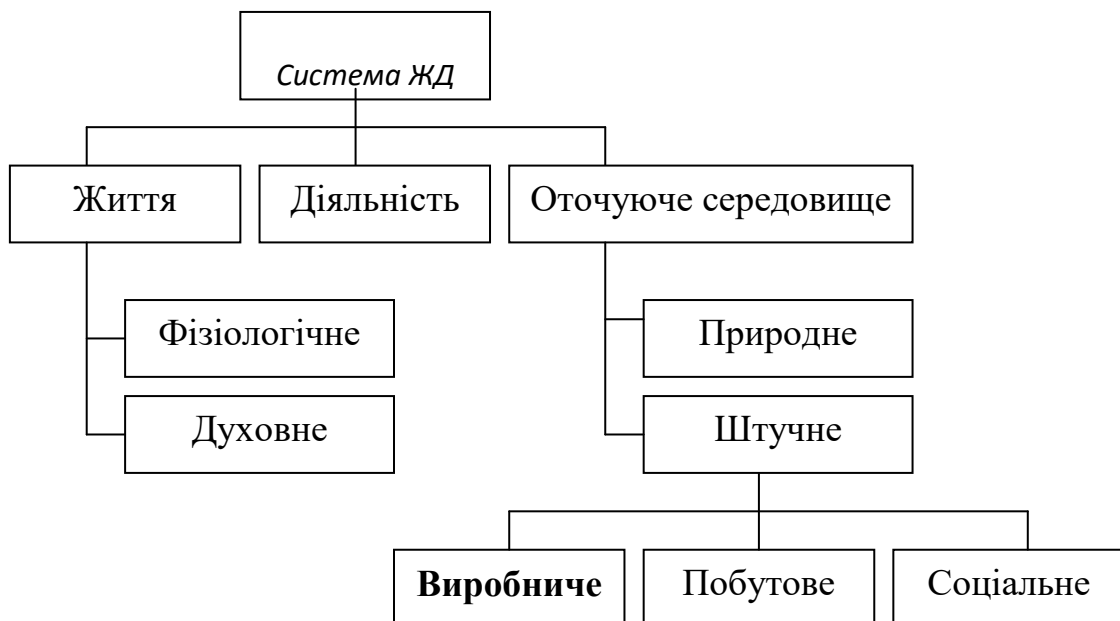 Система ЖД
Життя
Діяльність
Оточуюче середовище
Фізіологічне
Природне
Духовне
Штучне
Виробниче
Побутове
Соціальне